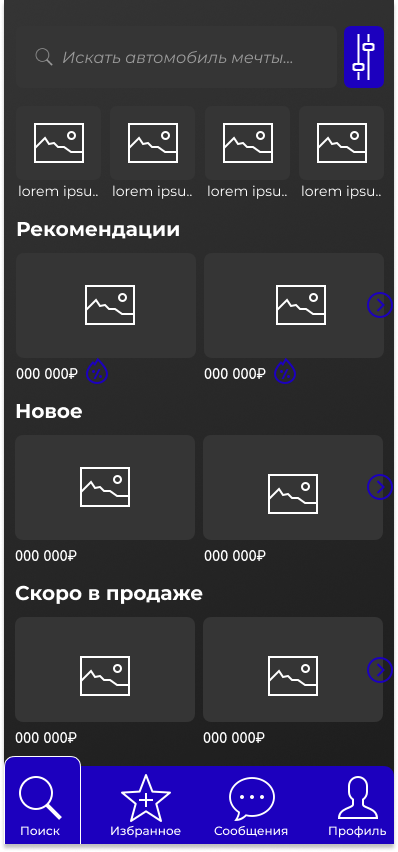 Искать автомобиль мечты...
lorem ipsu.. lorem ipsu.. lorem ipsu.. lorem ipsu..
Рекомендации
000 000₽ % 000 000₽ %
Новое
000 000₽ 000 000₽
Скоро в продаже
000 000₽ 000 000₽
Поиск Избранное Сообщения Профиль